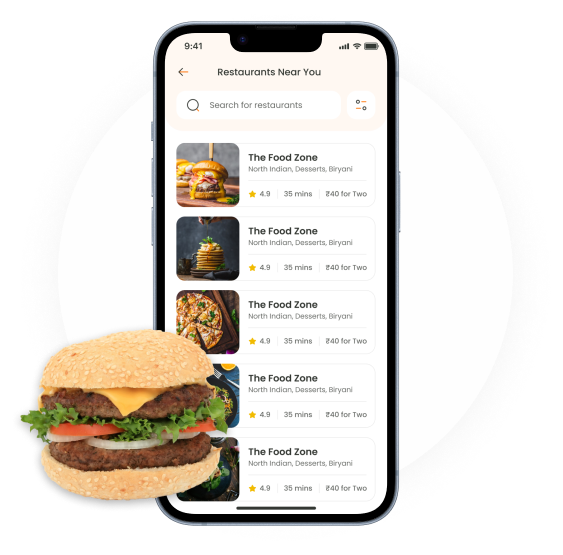 9:41
Restaurants Near You
Search for restaurants
The Food Zone
North Indian, Desserts, Biryani
4.9 35 mins ₹40 for Two
The Food Zone
North Indian, Desserts, Biryani
4.9 35 mins ₹40 for Two
The Food Zone
North Indian, Desserts, Biryani
4.9 35 mins ₹40 for Two
The Food Zone
North Indian, Desserts, Biryani
4.9 35 mins ₹40 for Two
The Food Zone
North Indian, Desserts, Biryani
4.9 35 mins ₹40 for Two